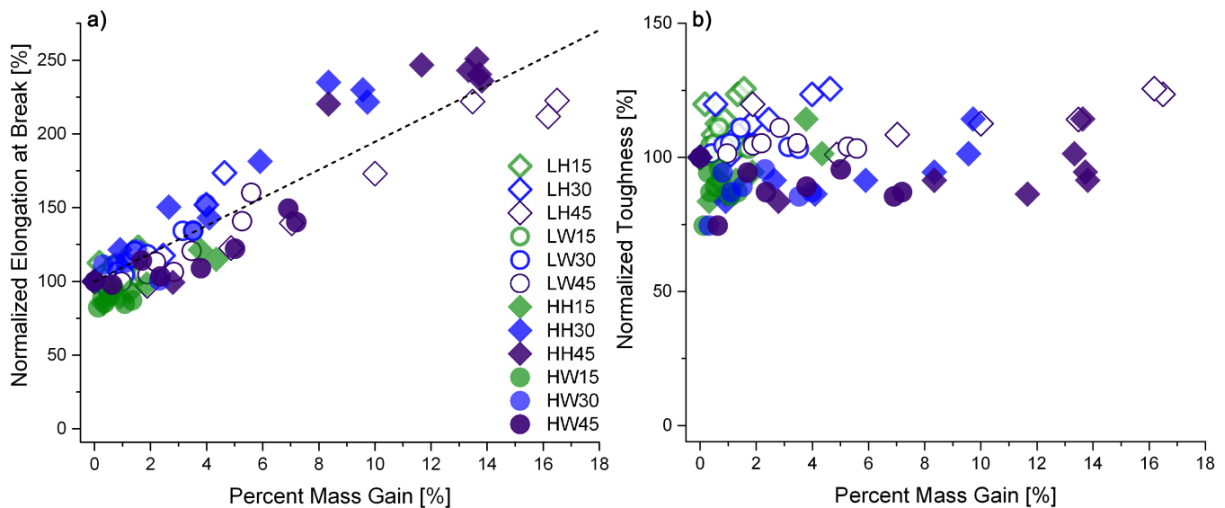 a)
Normalized Elongation at Break [%]
250
200
150
100
50
0
0 2 4 6 8 10 12 14 16 18
Percent Mass Gain [%]
LH15
LH30
LH45
LW15
LW30
LW45
HH15
HH30
HH45
HW15
HW30
HW45
b)
Normalized Toughness [%]
150
100
50
0
0 2 4 6 8 10 12 14 16 18
Percent Mass Gain [%]